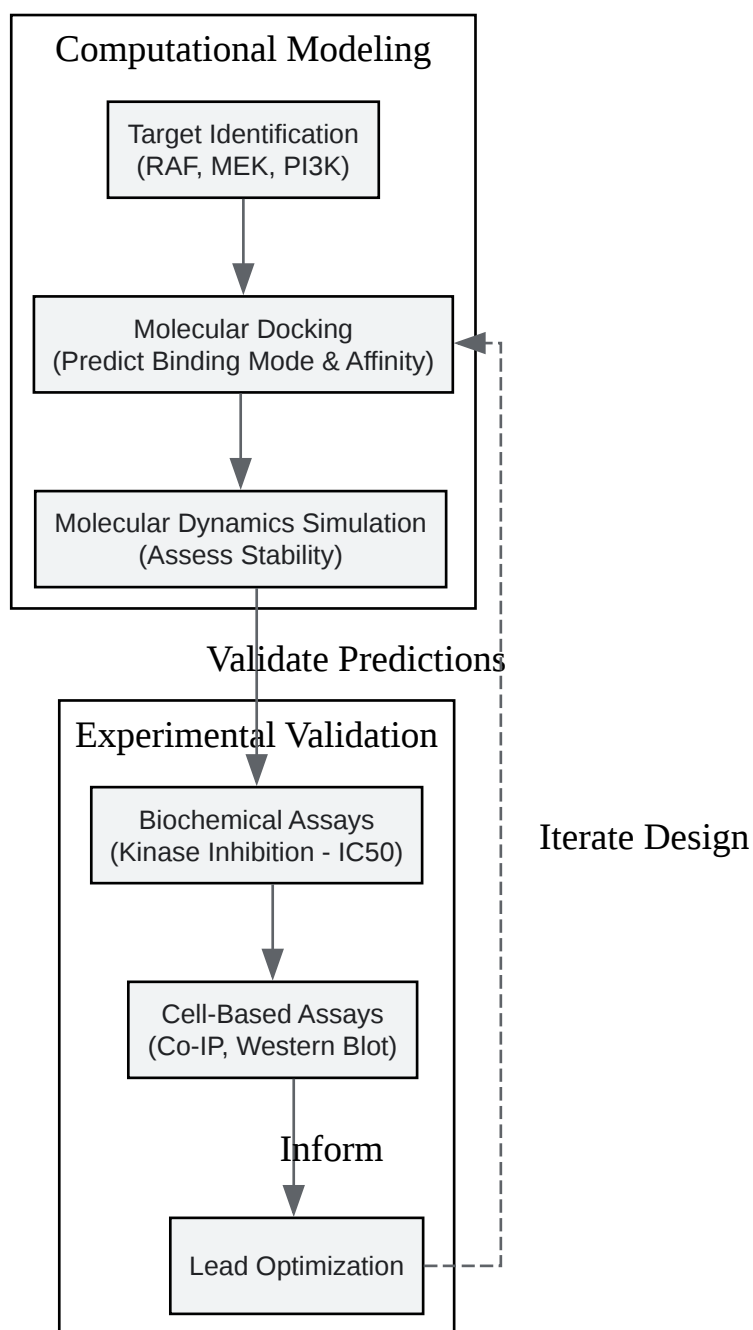 Computational Modeling
Target Identification
(RAF, MEK, PI3K)
Molecular Docking
(Predict Binding Mode & Affinity)
Molecular Dynamics Simulation
(Assess Stability)
Validate Predictions
Experimental Validation
Biochemical Assays
(Kinase Inhibition - IC50)
Iterate Design
Cell-Based Assays
(Co-IP, Western Blot)
Inform
Lead Optimization